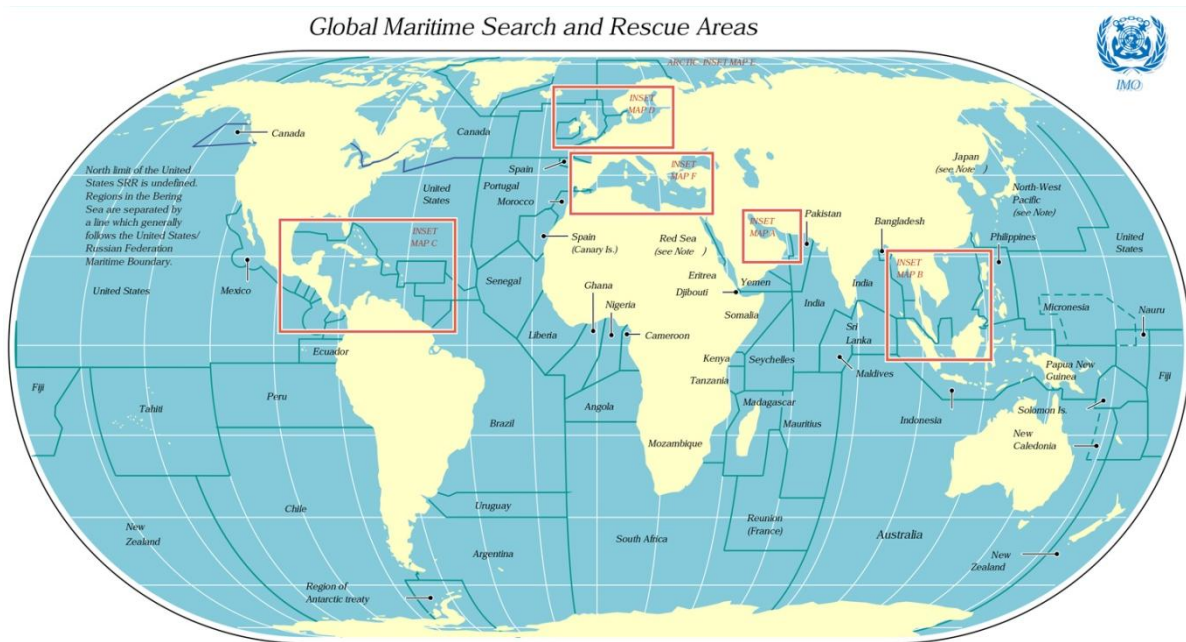 Global Maritime Search and Rescue Areas
IMO
ARCTIC: INSET MAP E
INSET
MAP D
Canada
Canada
North limit of the United
States SRR is undefined.
Regions in the Bering
Sea are separated by
a line which generally
follows the United States/
Russian Federation
Maritime Boundary.
Spain
INSET
MAP F
Japan
(see Note )
United
States
Portugal
Morocco
North-West
Pacific
(see Note)
INSET
MAP C
INSET
MAP A
Pakistan
Bangladesh
Spain
(Canary Is.)
Red Sea
(see Note )
Philippines
United
States
INSET
MAP B
United States
Mexico
Senegal
Ghana
Nigeria
Eritrea
Djibouti
Yemen
Somalia
India
India
Micronesia
Nauru
Ecuador
Liberia
Cameroon
Sri
Lanka
Kenya
Tanzania
Seychelles
Maldives
Papua New
Guinea
Fiji
Fiji
Tahiti
Peru
Brazil
Angola
Madagascar
Mauritius
Indonesia
Solomon Is.
Mozambique
New
Caledonia
New
Zealand
Chile
Uruguay
Argentina
South Africa
Reunion
(France)
Australia
New
Zealand
Region of
Antarctic treaty